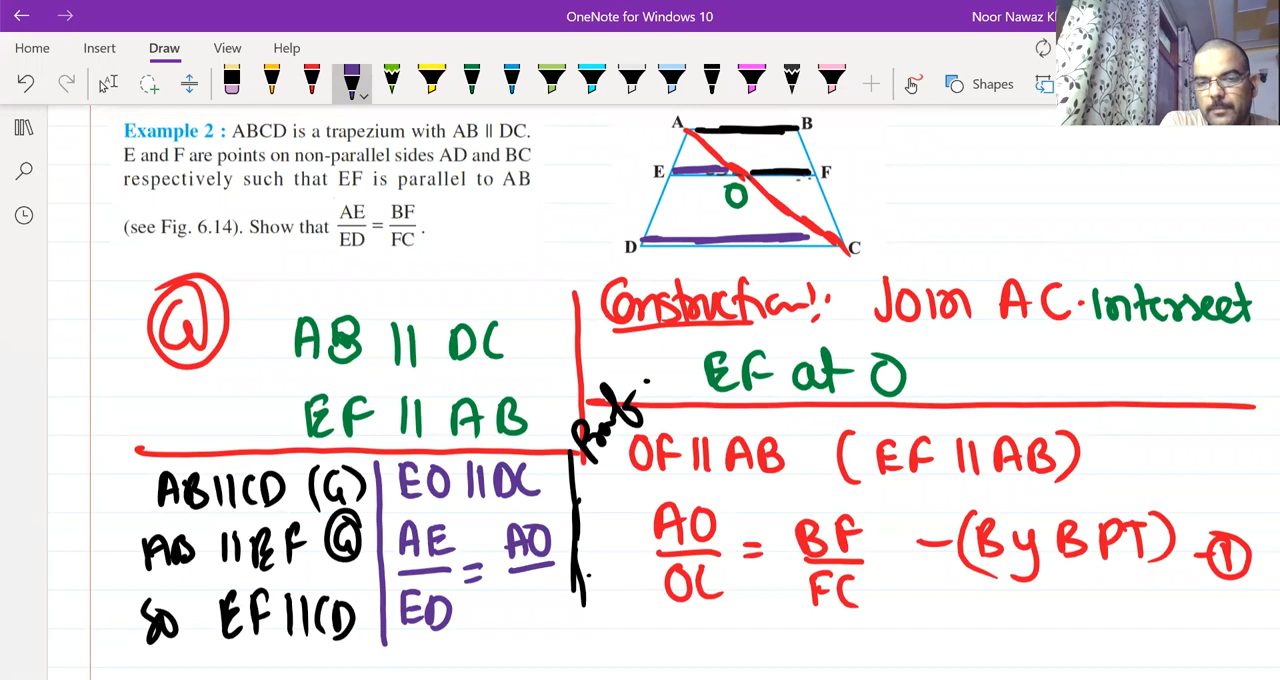 OneNote for Windows 10
Noor Nawaz Kh
Home Insert Draw View Help
Shapes
Example 2 : ABCD is a trapezium with AB || DC.
E and F are points on non-parallel sides AD and BC
respectively such that EF is parallel to AB
(see Fig. 6.14). Show that AE/ED = BF/FC .
A B
E F
O
D C
G
AB || DC
EF || AB
Construction: Join AC. Intersect
EF at O
Proof.
AB || CD (G)
AB || EF G
So EF || CD
EO || DC
AE/ED = AO
OF || AB (EF || AB)
AO/OC = BF/FC - (By BPT) - 1